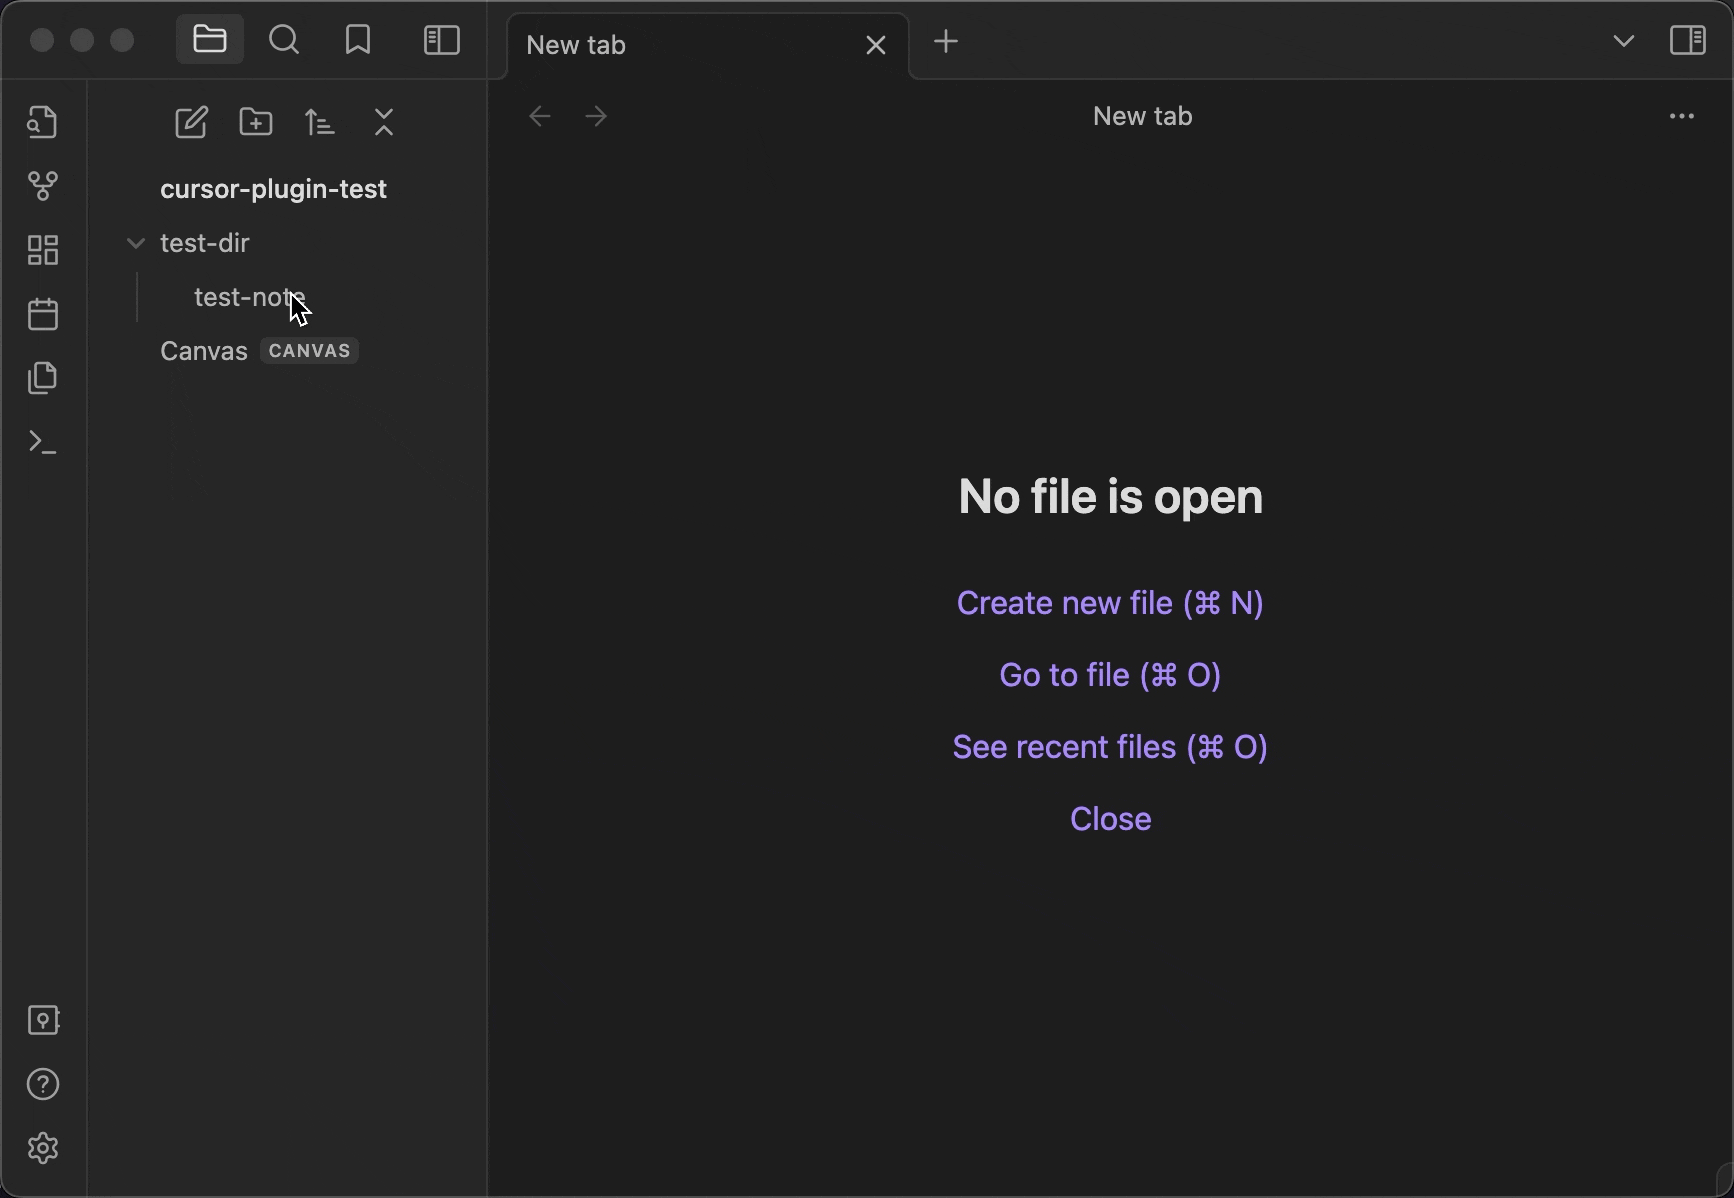 New tab
New tab
cursor-plugin-test
test-dir
test-note
Canvas CANVAS
No file is open
Create new file (⌘ N)
Go to file (⌘ O)
See recent files (⌘ O)
Close